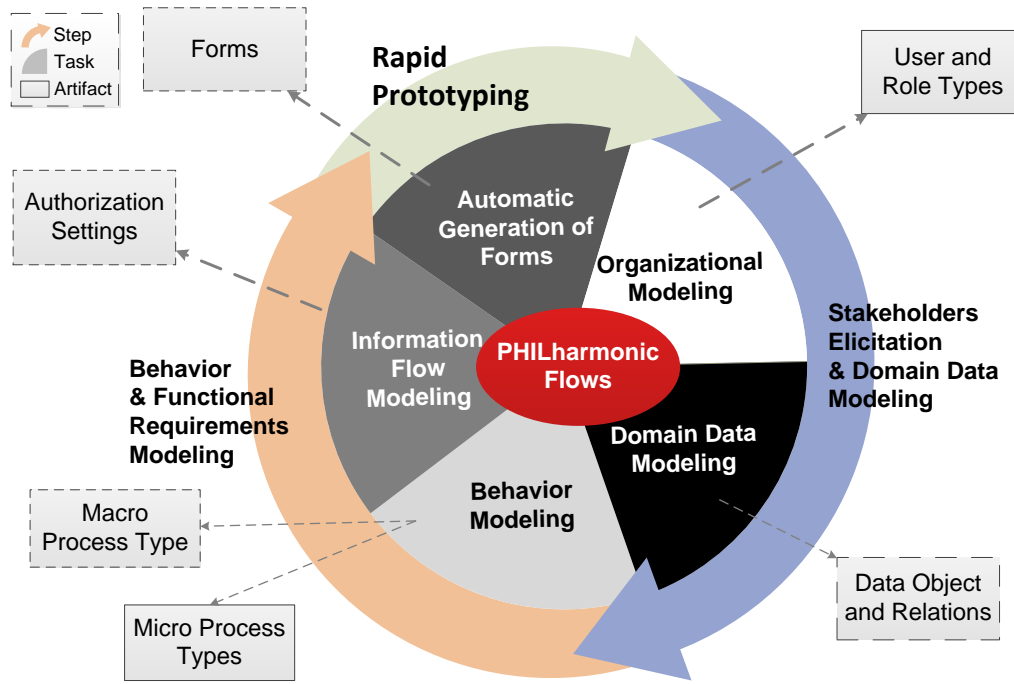 Step
Task
Artifact
Forms
Rapid
Prototyping
User and
Role Types
Authorization
Settings
Automatic
Generation of
Forms
Organizational
Modeling
Information
Flow
Modeling
PHILharmonic
Flows
Stakeholders
Elicitation
& Domain Data
Modeling
Behavior
& Functional
Requirements
Modeling
Domain Data
Modeling
Behavior
Modeling
Macro
Process Type
Micro Process
Types
Data Object
and Relations